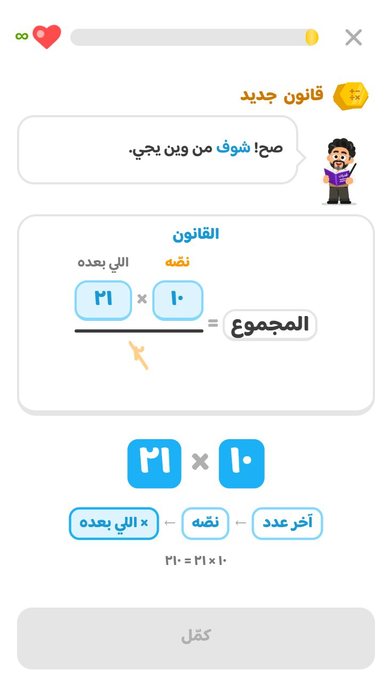 ∞
قانون جديد
صح! شوف من وين يجي.
القانون
نصّه اللي بعده
المجموع = ١٠ × ٢١
٢
١٠ × ٢١
آخر عدد ← نصّه ← × اللي بعده
١٠ × ٢١ = ٢١٠
كمّل